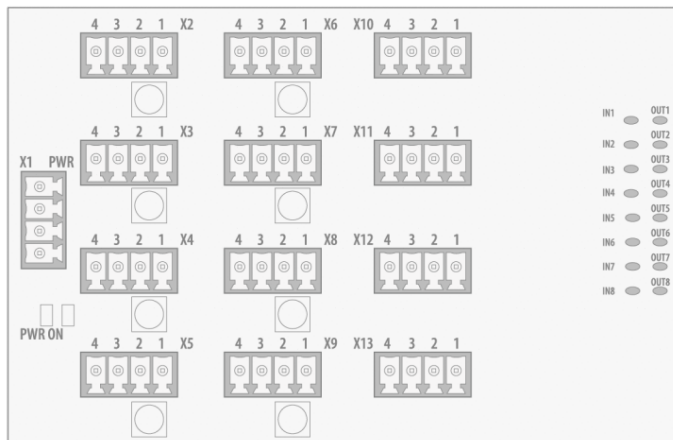 4 3 2 1 X2 4 3 2 1 X6 X10 4 3 2 1
IN1 OUT1
IN2 OUT2
4 3 2 1 X3 4 3 2 1 X7 X11 4 3 2 1
X1 PWR
IN3 OUT3
IN4 OUT4
IN5 OUT5
4 3 2 1 X4 4 3 2 1 X8 X12 4 3 2 1
IN6 OUT6
IN7 OUT7
IN8 OUT8
PWR ON
4 3 2 1 X5 4 3 2 1 X9 X13 4 3 2 1